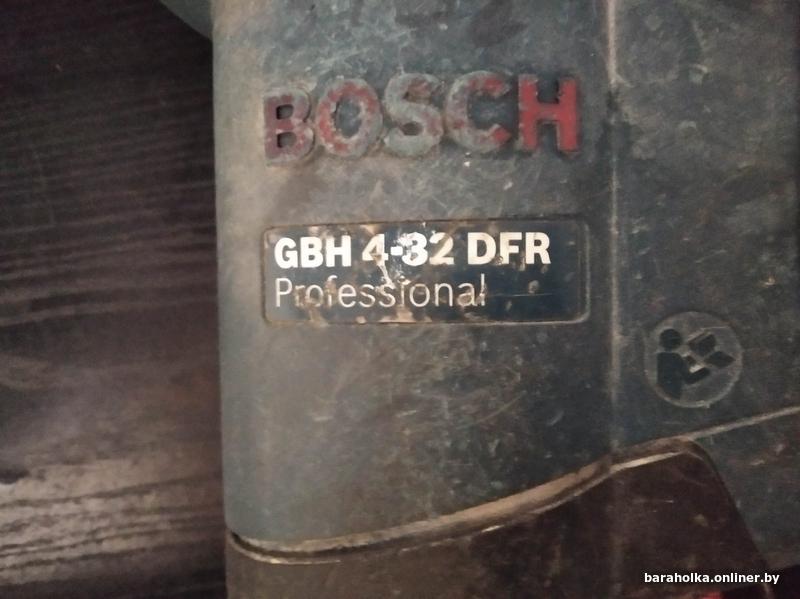 BOSCH
GBH 4-32 DFR
Professional
baraholka.onliner.by